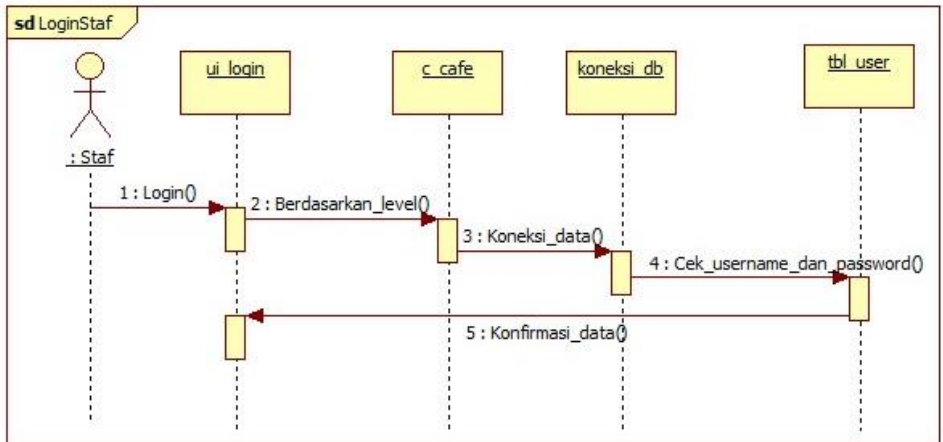 sd LoginStaf
ui_login
c_cafe
koneksi_db
tbl_user
: Staf
1 : Login()
2 : Berdasarkan_level()
3 : Koneksi_data()
4 : Cek_username_dan_password()
5 : Konfirmasi_data()